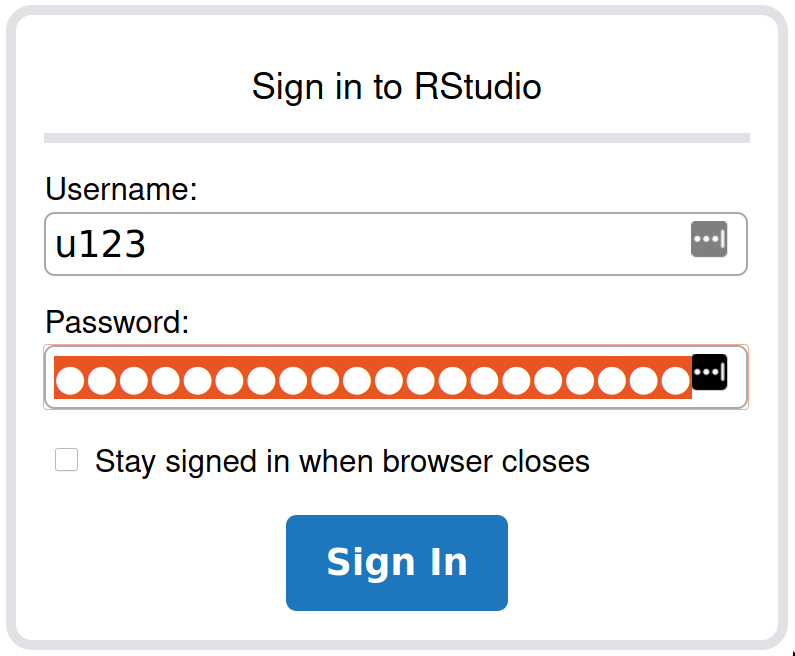 Sign in to RStudio
Username:
u123
Password:
●●●●●●●●●●●●●●●●●●●●
Stay signed in when browser closes
Sign In